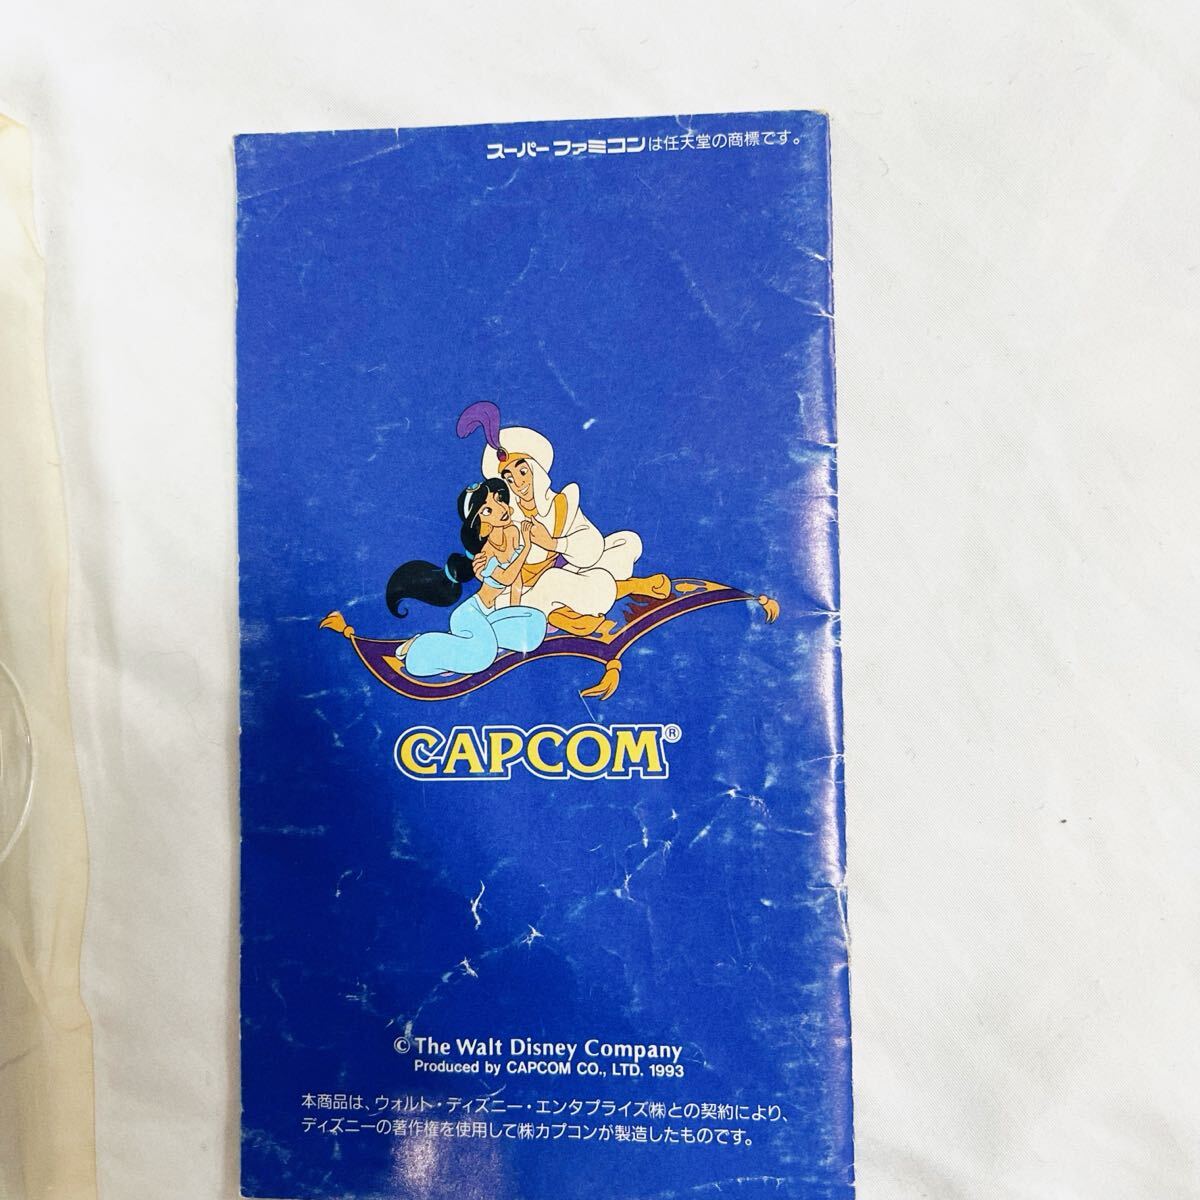 スーパーファミコンは任天堂の商標です。
CAPCOM®
© The Walt Disney Company
Produced by CAPCOM CO., LTD. 1993
本商品は、ウォルト・ディズニー・エンタプライズ㈱との契約により、
ディズニーの著作権を使用して㈱カプコンが製造したものです。